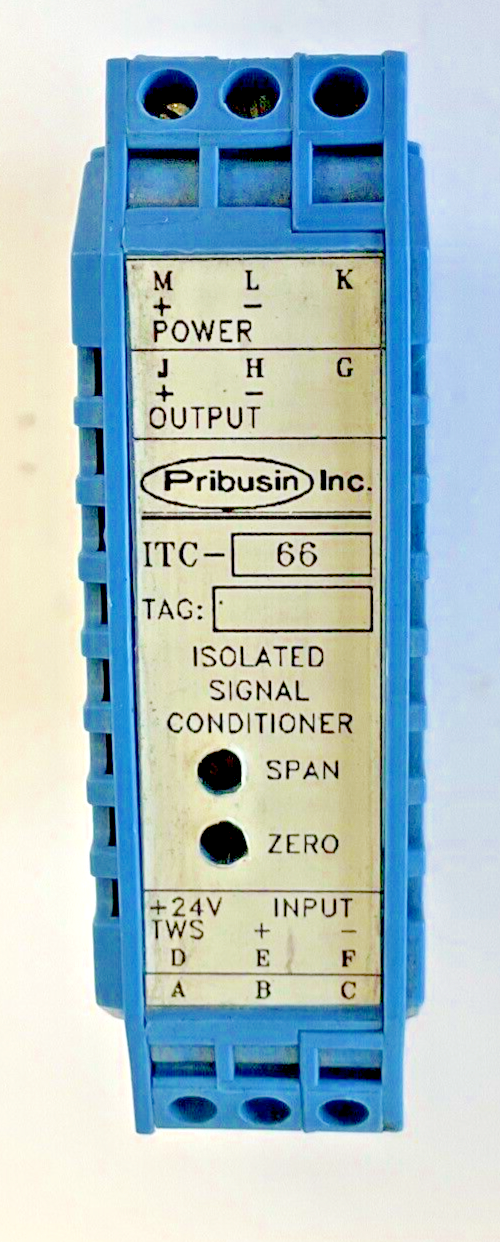 M L K
+ −
POWER
J H G
+ −
OUTPUT
Pribusin Inc.
ITC- 66
TAG:
ISOLATED
SIGNAL
CONDITIONER
SPAN
ZERO
+24V INPUT
TWS + −
D E F
A B C